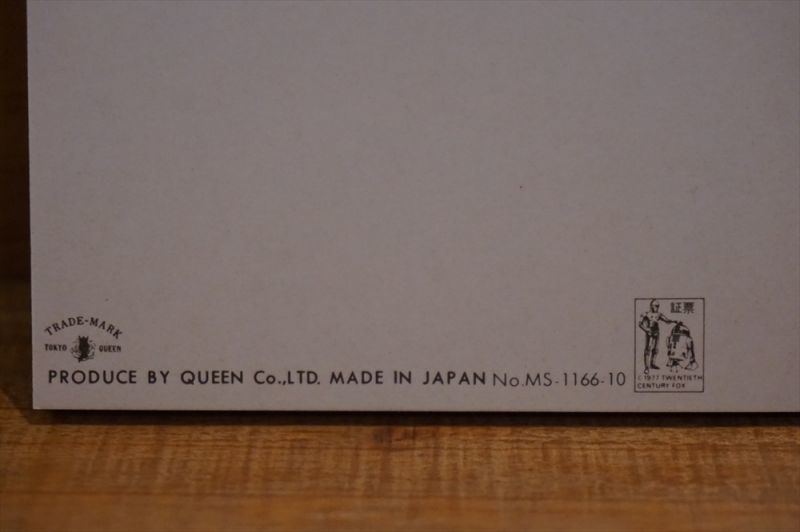 TRADE-MARK
TOKYO QUEEN
PRODUCE BY QUEEN Co.,LTD. MADE IN JAPAN No.MS-1166-10
証票
© 1977 TWENTIETH
CENTURY FOX